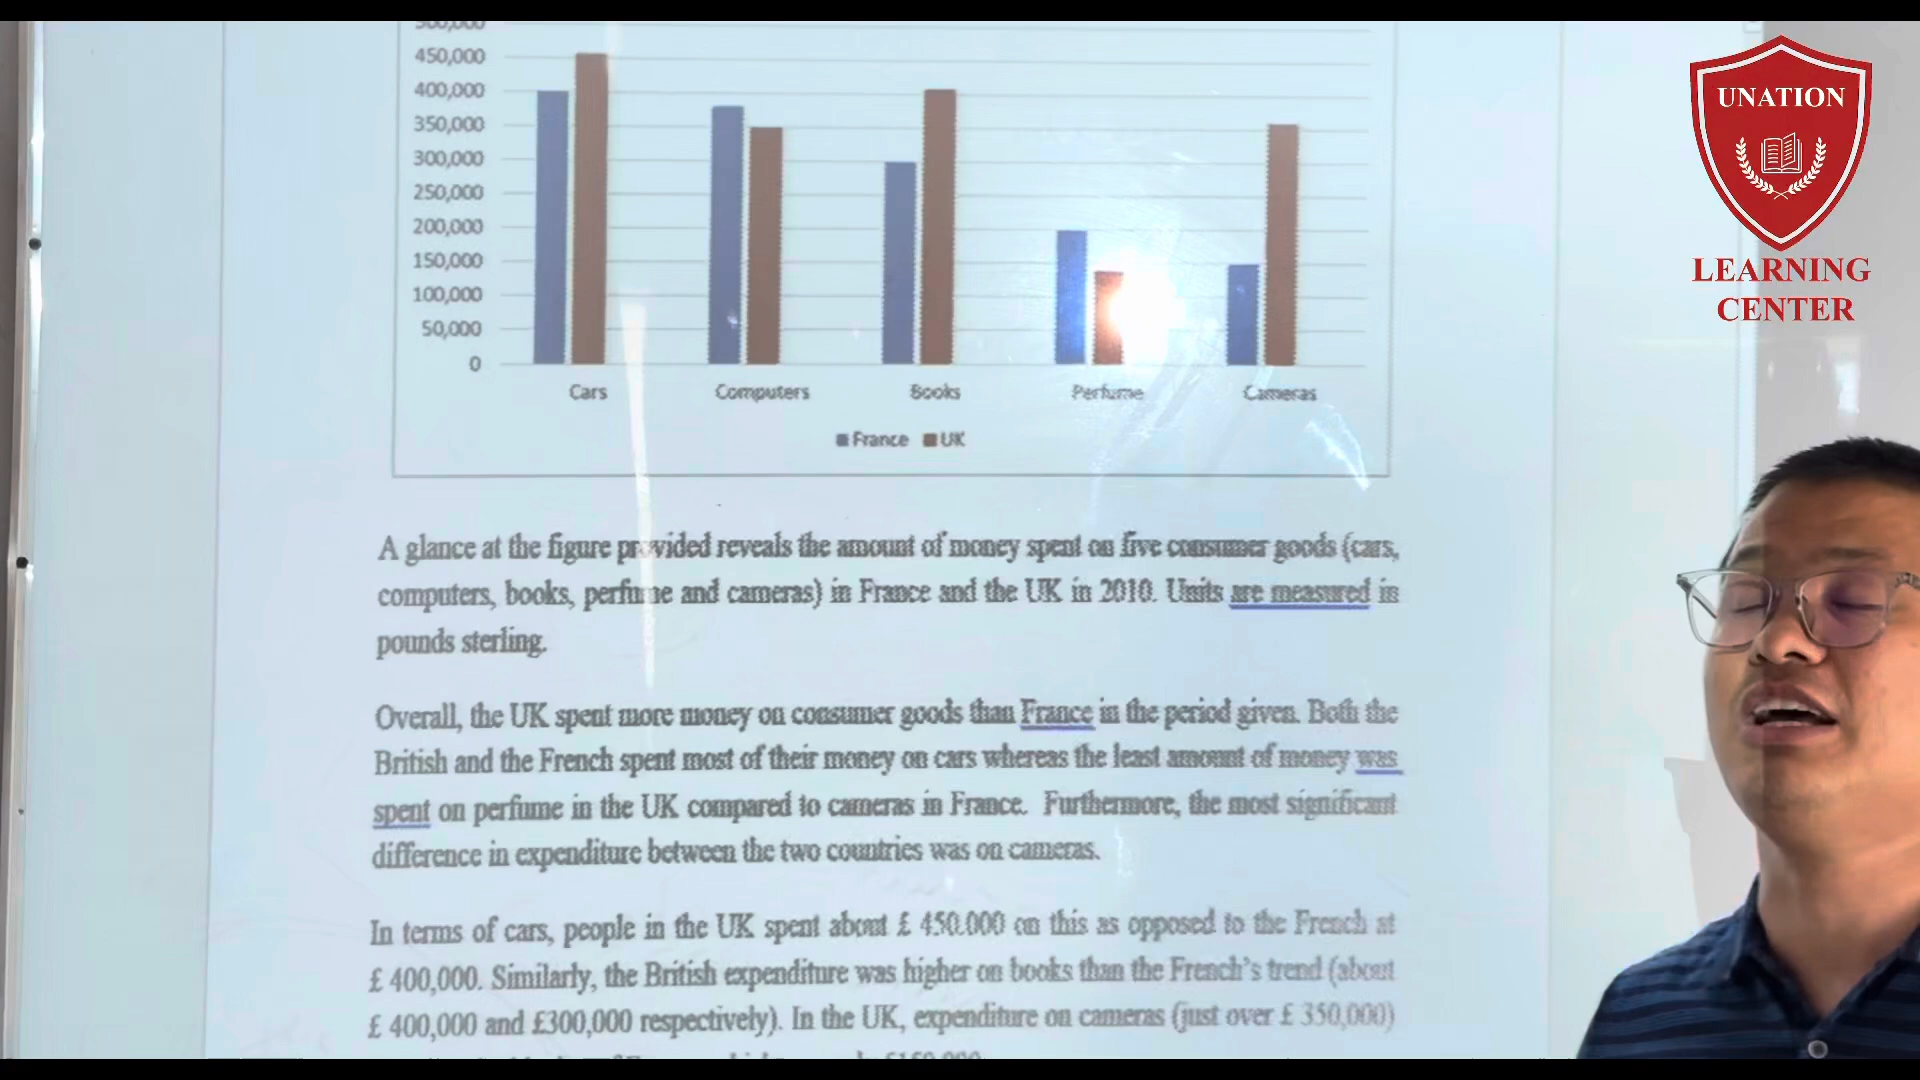 500,000
450,000
400,000
350,000
300,000
250,000
200,000
150,000
100,000
50,000
0
Cars Computers Books Perfume Cameras
France UK
A glance at the figure provided reveals the amount of money spent on five consumer goods (cars,
computers, books, perfume and cameras) in France and the UK in 2010. Units are measured in
pounds sterling.
Overall, the UK spent more money on consumer goods than France in the period given. Both the
British and the French spent most of their money on cars whereas the least amount of money was
spent on perfume in the UK compared to cameras in France. Furthermore, the most significant
difference in expenditure between the two countries was on cameras.
In terms of cars, people in the UK spent about £ 450.000 on this as opposed to the French at
£ 400,000. Similarly, the British expenditure was higher on books than the French's trend (about
£ 400,000 and £300,000 respectively). In the UK, expenditure on cameras (just over £ 350,000)
UNATION
LEARNING
CENTER